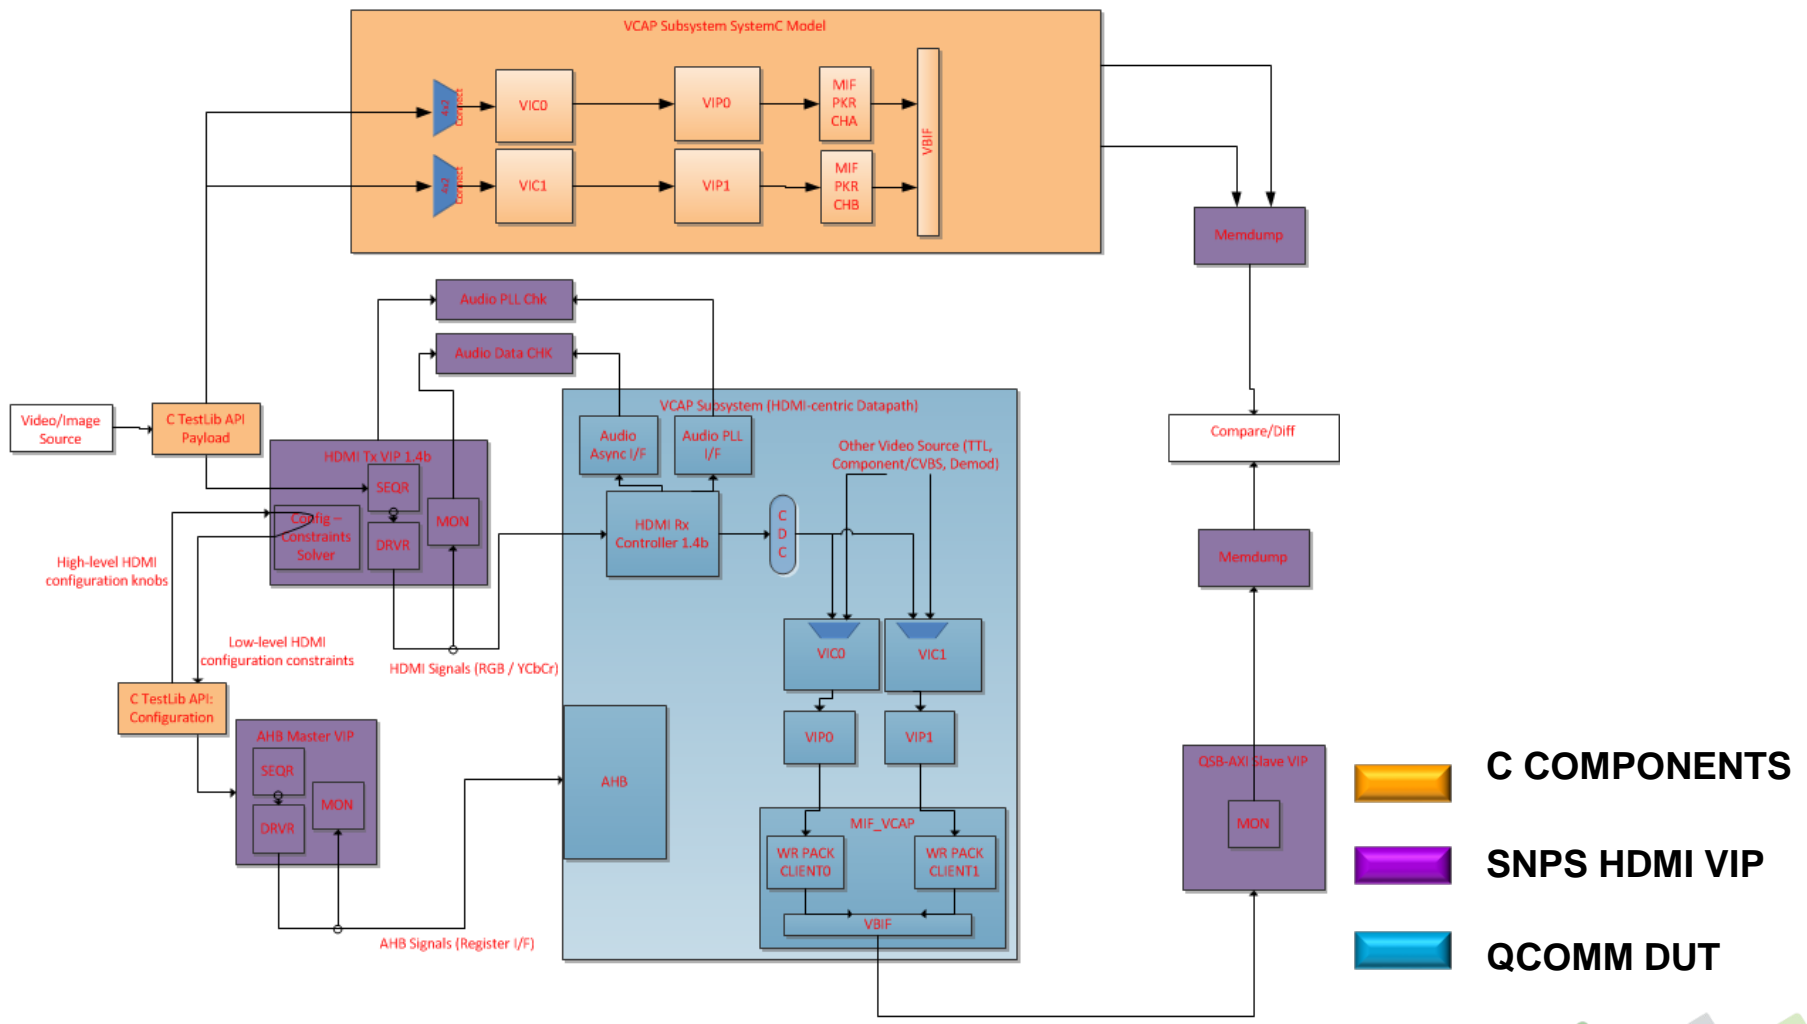 VCAP Subsystem SystemC Model
4x2
Connect
VIC0
VIP0
MIF
PKR
CHA
VBIF
4x2
Connect
VIC1
VIP1
MIF
PKR
CHB
Memdump
Audio PLL Chk
Audio Data CHK
Video/Image
Source
C TestLib API
Payload
HDMI Tx VIP 1.4b
SEQR
Config –
Constraints
Solver
DRVR
MON
High-level HDMI
configuration knobs
Low-level HDMI
configuration constraints
HDMI Signals (RGB / YCbCr)
C TestLib API:
Configuration
AHB Master VIP
SEQR
DRVR
MON
AHB Signals (Register I/F)
VCAP Subsystem (HDMI-centric Datapath)
Audio
Async I/F
Audio PLL
I/F
Other Video Source (TTL,
Component/CVBS, Demod)
HDMI Rx
Controller 1.4b
C
D
C
VIC0
VIC1
VIP0
VIP1
AHB
MIF_VCAP
WR PACK
CLIENT0
WR PACK
CLIENT1
VBIF
Compare/Diff
Memdump
QSB-AXI Slave VIP
MON
C COMPONENTS
SNPS HDMI VIP
QCOMM DUT